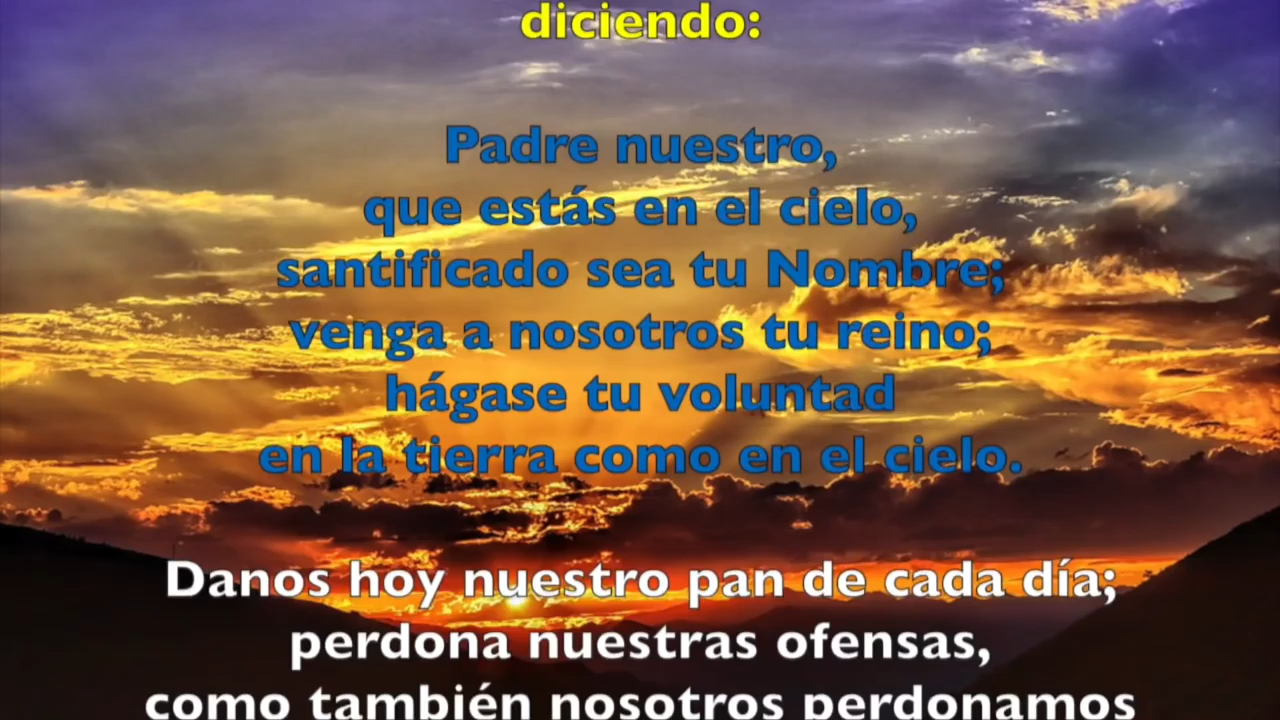 diciendo:
Padre nuestro,
que estás en el cielo,
santificado sea tu Nombre;
venga a nosotros tu reino;
hágase tu voluntad
en la tierra como en el cielo.
Danos hoy nuestro pan de cada día;
perdona nuestras ofensas,
como también nosotros perdonamos